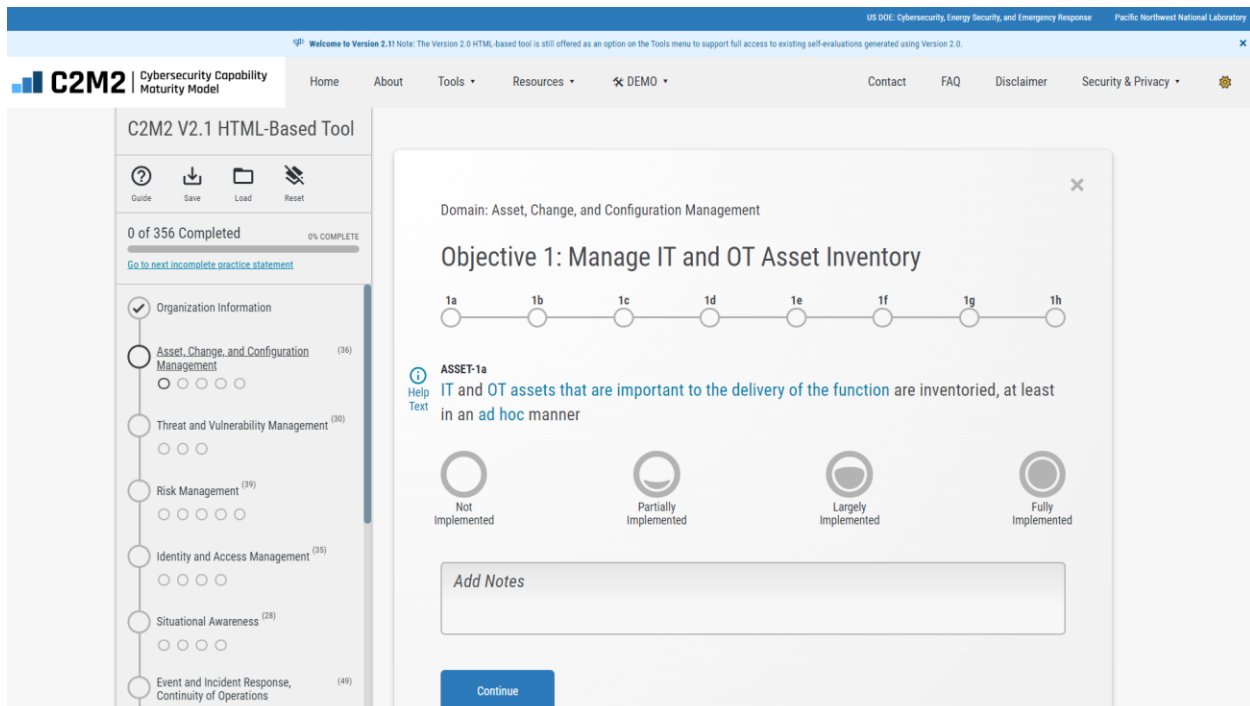 US DOE: Cybersecurity, Energy Security, and Emergency Response Pacific Northwest National Laboratory
Welcome to Version 2.1! Note: The Version 2.0 HTML-based tool is still offered as an option on the Tools menu to support full access to existing self-evaluations generated using Version 2.0.
C2M2 Cybersecurity Capability
Maturity Model
Home About Tools Resources DEMO Contact FAQ Disclaimer Security & Privacy
C2M2 V2.1 HTML-Based Tool
Guide Save Load Reset
0 of 356 Completed 0% COMPLETE
Go to next incomplete practice statement
Organization Information
Asset, Change, and Configuration (36)
Management
Threat and Vulnerability Management (30)
Risk Management (39)
Identity and Access Management (35)
Situational Awareness (28)
Event and Incident Response, (49)
Continuity of Operations
Domain: Asset, Change, and Configuration Management
Objective 1: Manage IT and OT Asset Inventory
1a 1b 1c 1d 1e 1f 1g 1h
Help
Text
ASSET-1a
IT and OT assets that are important to the delivery of the function are inventoried, at least
in an ad hoc manner
Not
Implemented
Partially
Implemented
Largely
Implemented
Fully
Implemented
Add Notes
Continue